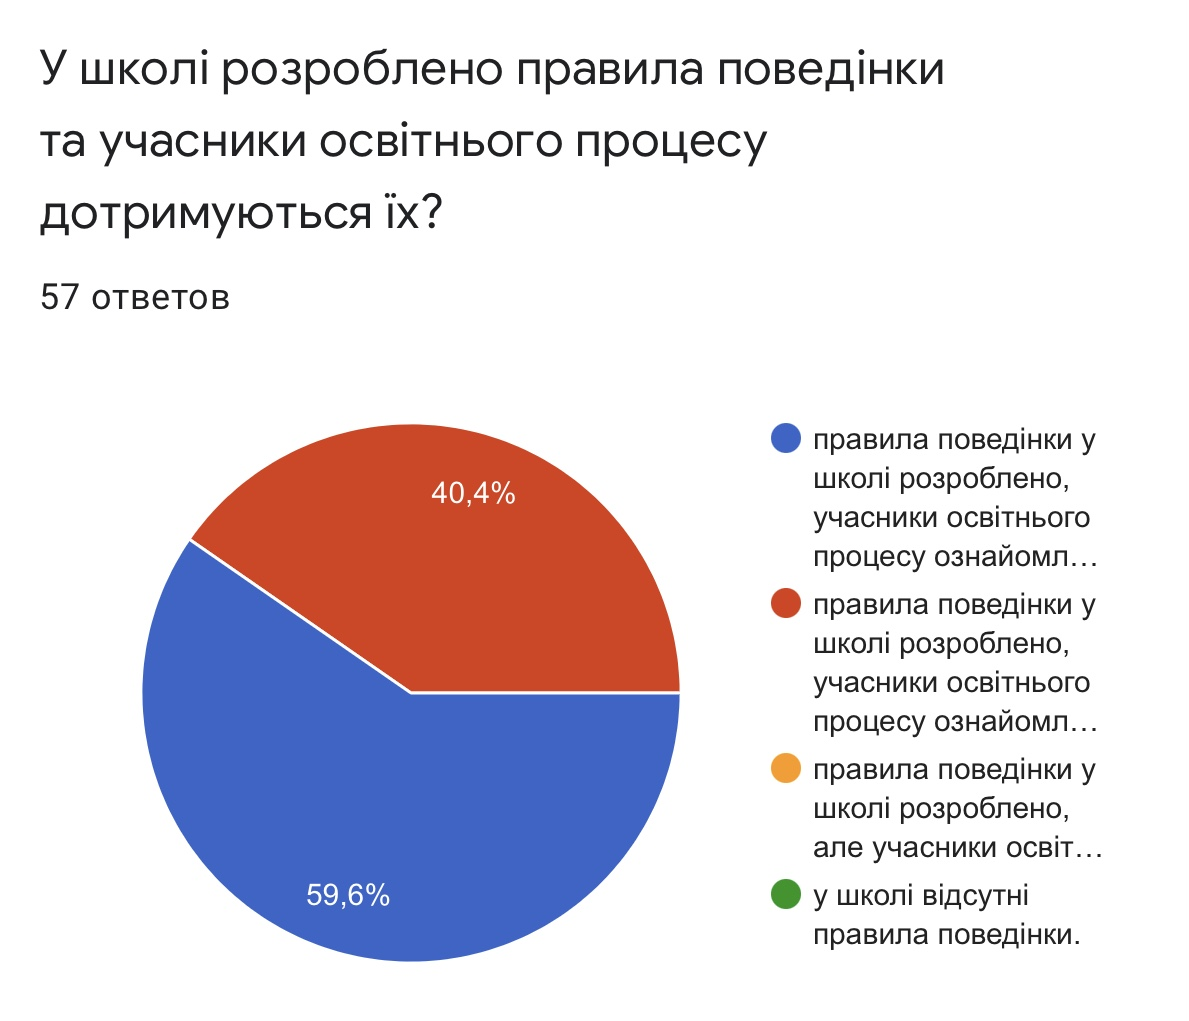 У школі розроблено правила поведінки
та учасники освітнього процесу
дотримуються їх?
57 ответов
40,4%
59,6%
правила поведінки у
школі розроблено,
учасники освітнього
процесу ознайомл…
правила поведінки у
школі розроблено,
учасники освітнього
процесу ознайомл…
правила поведінки у
школі розроблено,
але учасники освіт…
у школі відсутні
правила поведінки.